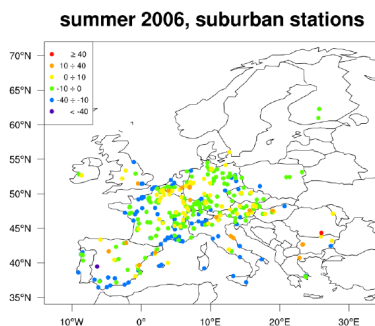 summer 2006, suburban stations
≥ 40
10 ÷ 40
0 ÷ 10
-10 ÷ 0
-40 ÷ -10
< -40
70°N
65°N
60°N
55°N
50°N
45°N
40°N
35°N
10°W
0°
10°E
20°E
30°E